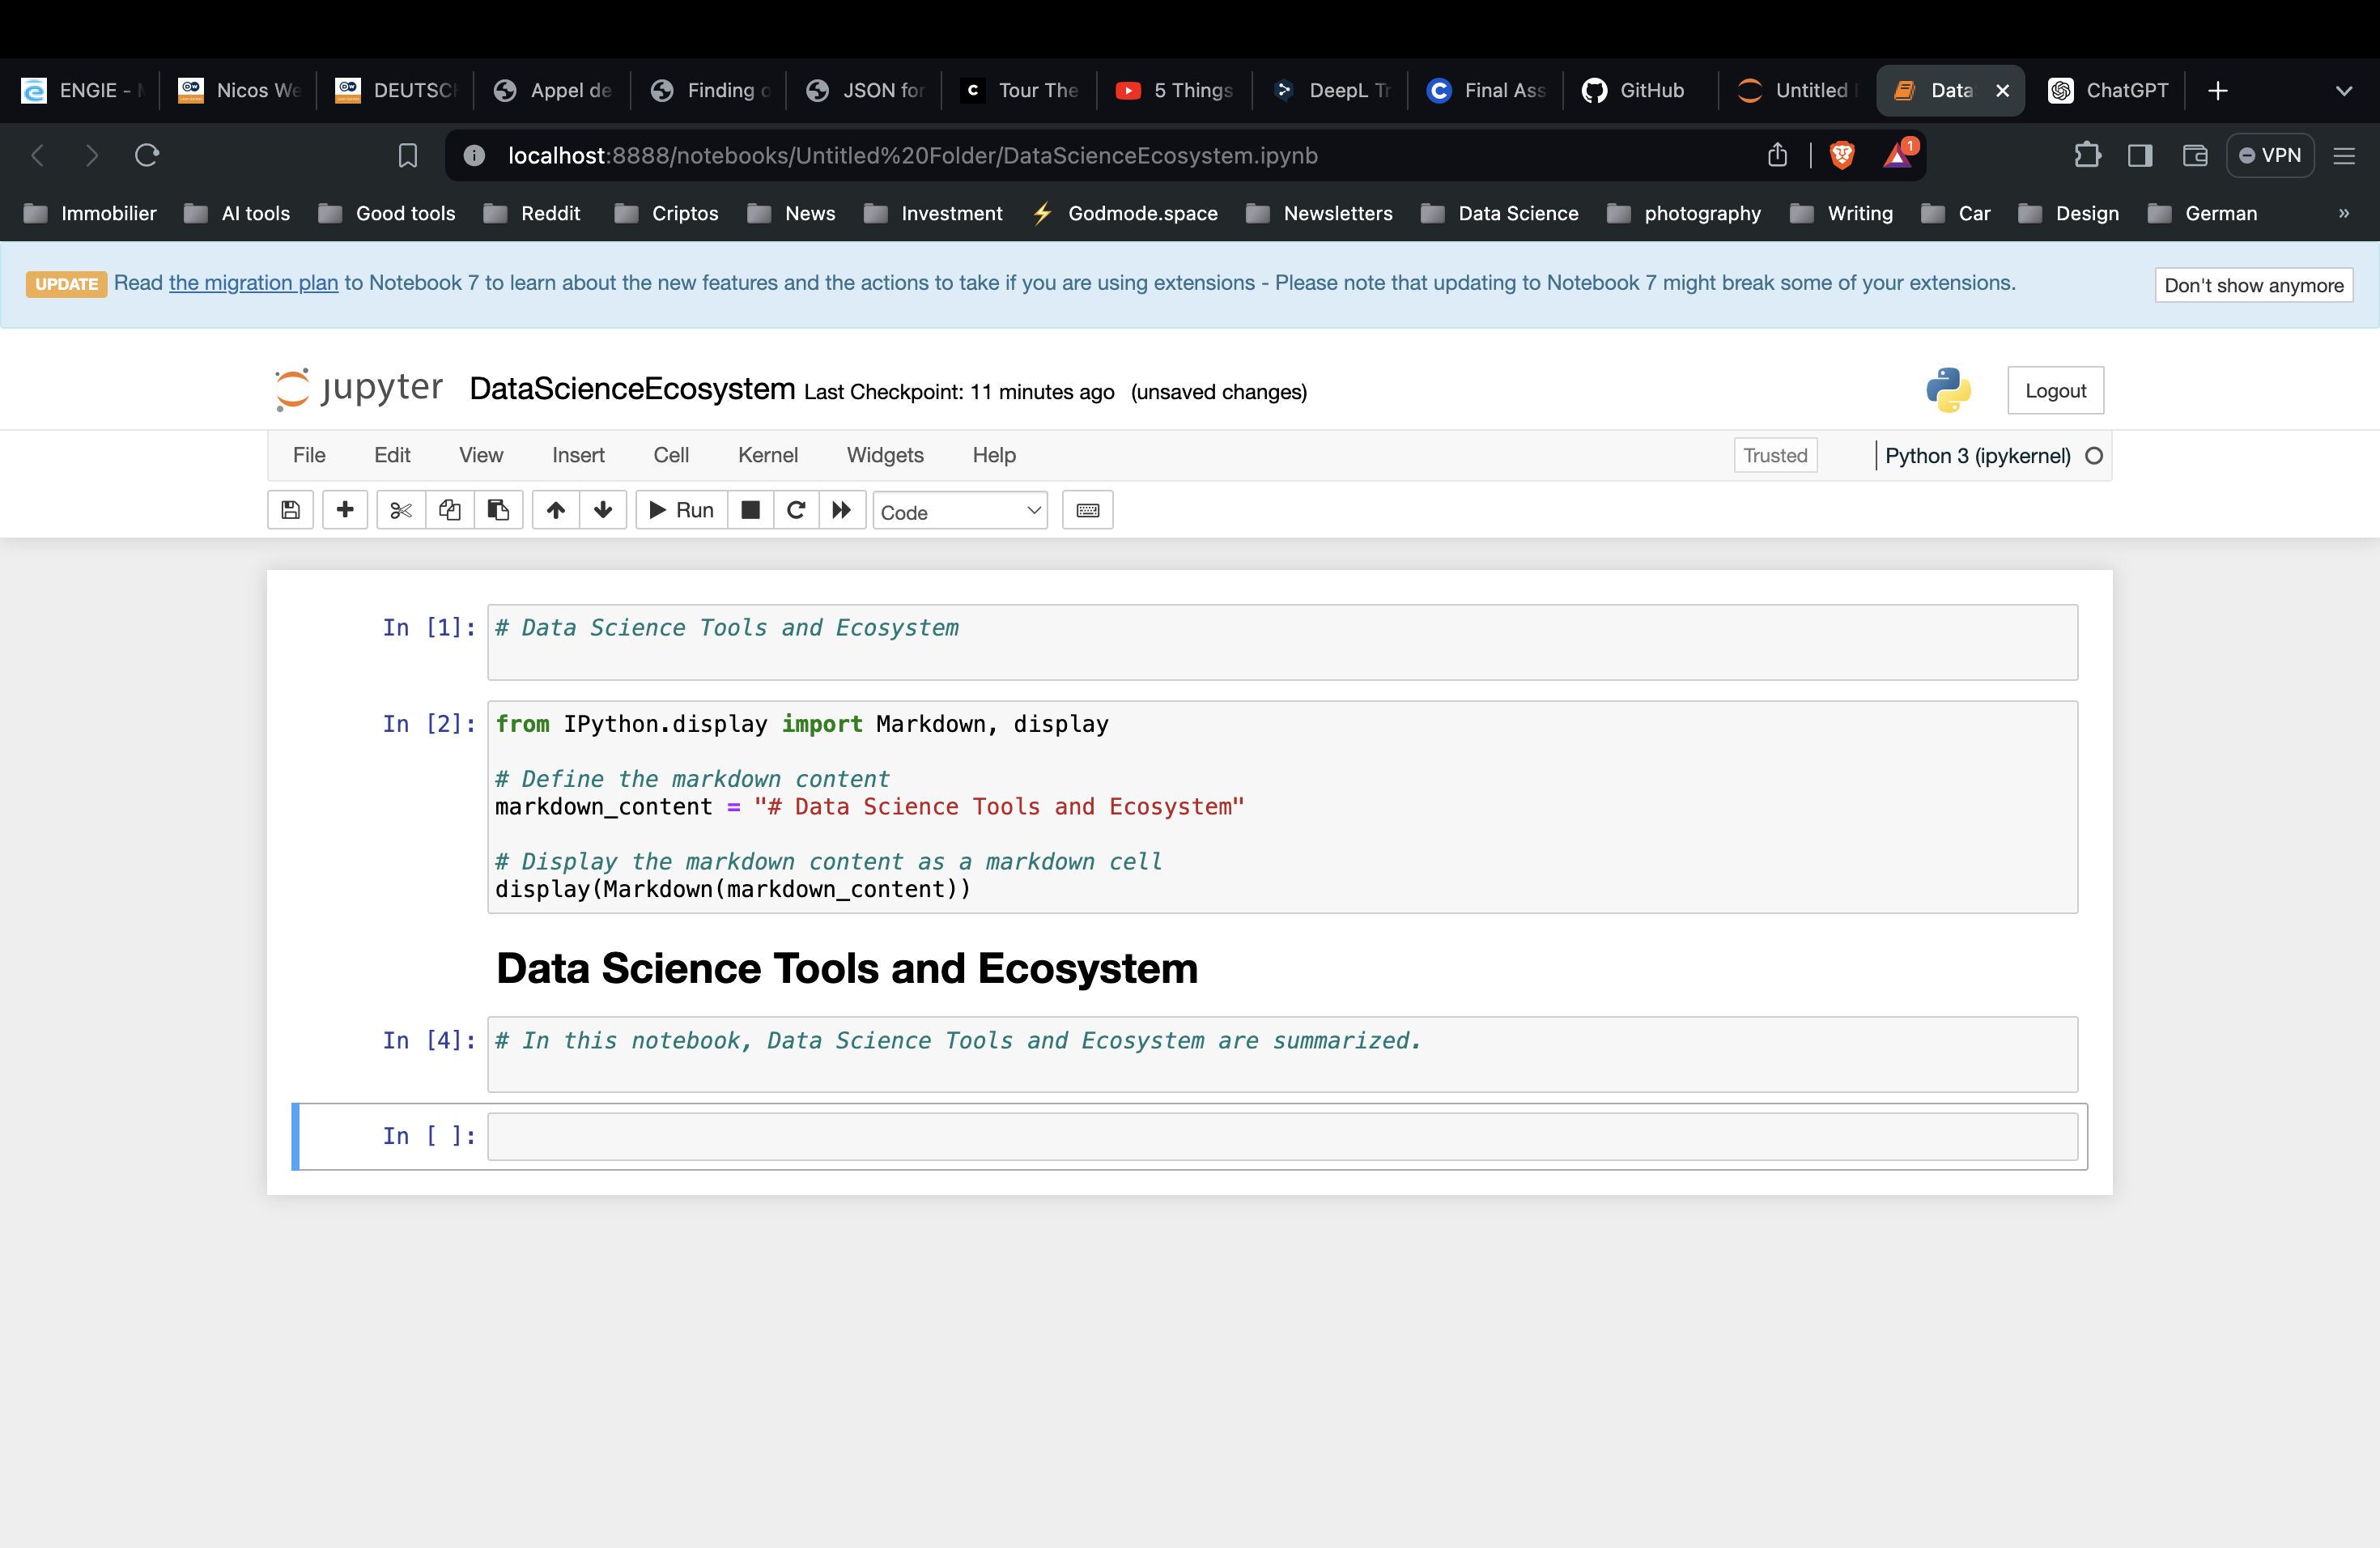 ENGIE - Nicos We DEUTSCH Appel de Finding o JSON for Tour The 5 Things DeepL Tr Final Ass GitHub Untitled Data ChatGPT
localhost:8888/notebooks/Untitled%20Folder/DataScienceEcosystem.ipynb 1 VPN
Immobilier AI tools Good tools Reddit Criptos News Investment Godmode.space Newsletters Data Science photography Writing Car Design German »
UPDATE Read the migration plan to Notebook 7 to learn about the new features and the actions to take if you are using extensions - Please note that updating to Notebook 7 might break some of your extensions. Don't show anymore
jupyter DataScienceEcosystem Last Checkpoint: 11 minutes ago (unsaved changes) Logout
File Edit View Insert Cell Kernel Widgets Help Trusted Python 3 (ipykernel)
Run Code
In [1]: # Data Science Tools and Ecosystem
In [2]: from IPython.display import Markdown, display
# Define the markdown content
markdown_content = "# Data Science Tools and Ecosystem"
# Display the markdown content as a markdown cell
display(Markdown(markdown_content))
Data Science Tools and Ecosystem
In [4]: # In this notebook, Data Science Tools and Ecosystem are summarized.
In [ ]: